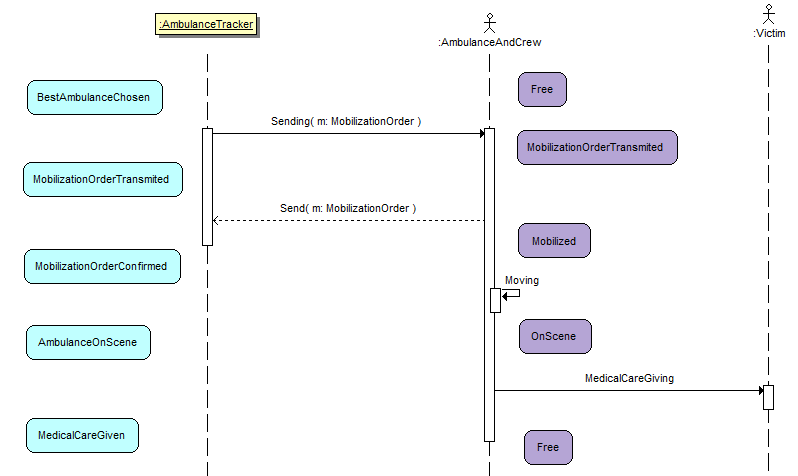 :AmbulanceTracker
:AmbulanceAndCrew
:Victim
BestAmbulanceChosen
Free
Sending( m: MobilizationOrder )
MobilizationOrderTransmited
MobilizationOrderTransmited
Send( m: MobilizationOrder )
Mobilized
MobilizationOrderConfirmed
Moving
OnScene
AmbulanceOnScene
MedicalCareGiving
MedicalCareGiven
Free